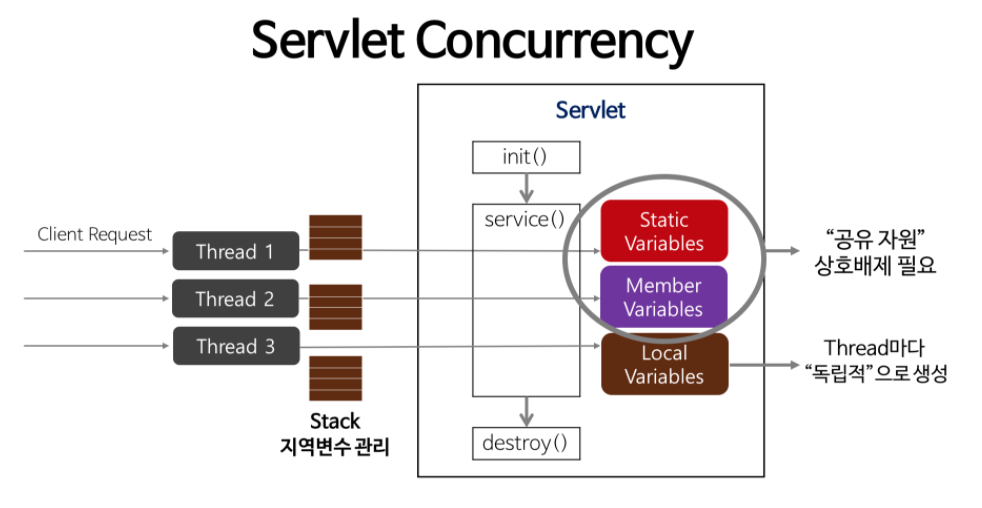 Servlet Concurrency
Servlet
init()
service()
Client Request
Thread 1
Thread 2
Thread 3
Stack
지역변수 관리
Static
Variables
Member
Variables
Local
Variables
destroy()
“공유 자원”
상호배제 필요
Thread마다
“독립적”으로 생성